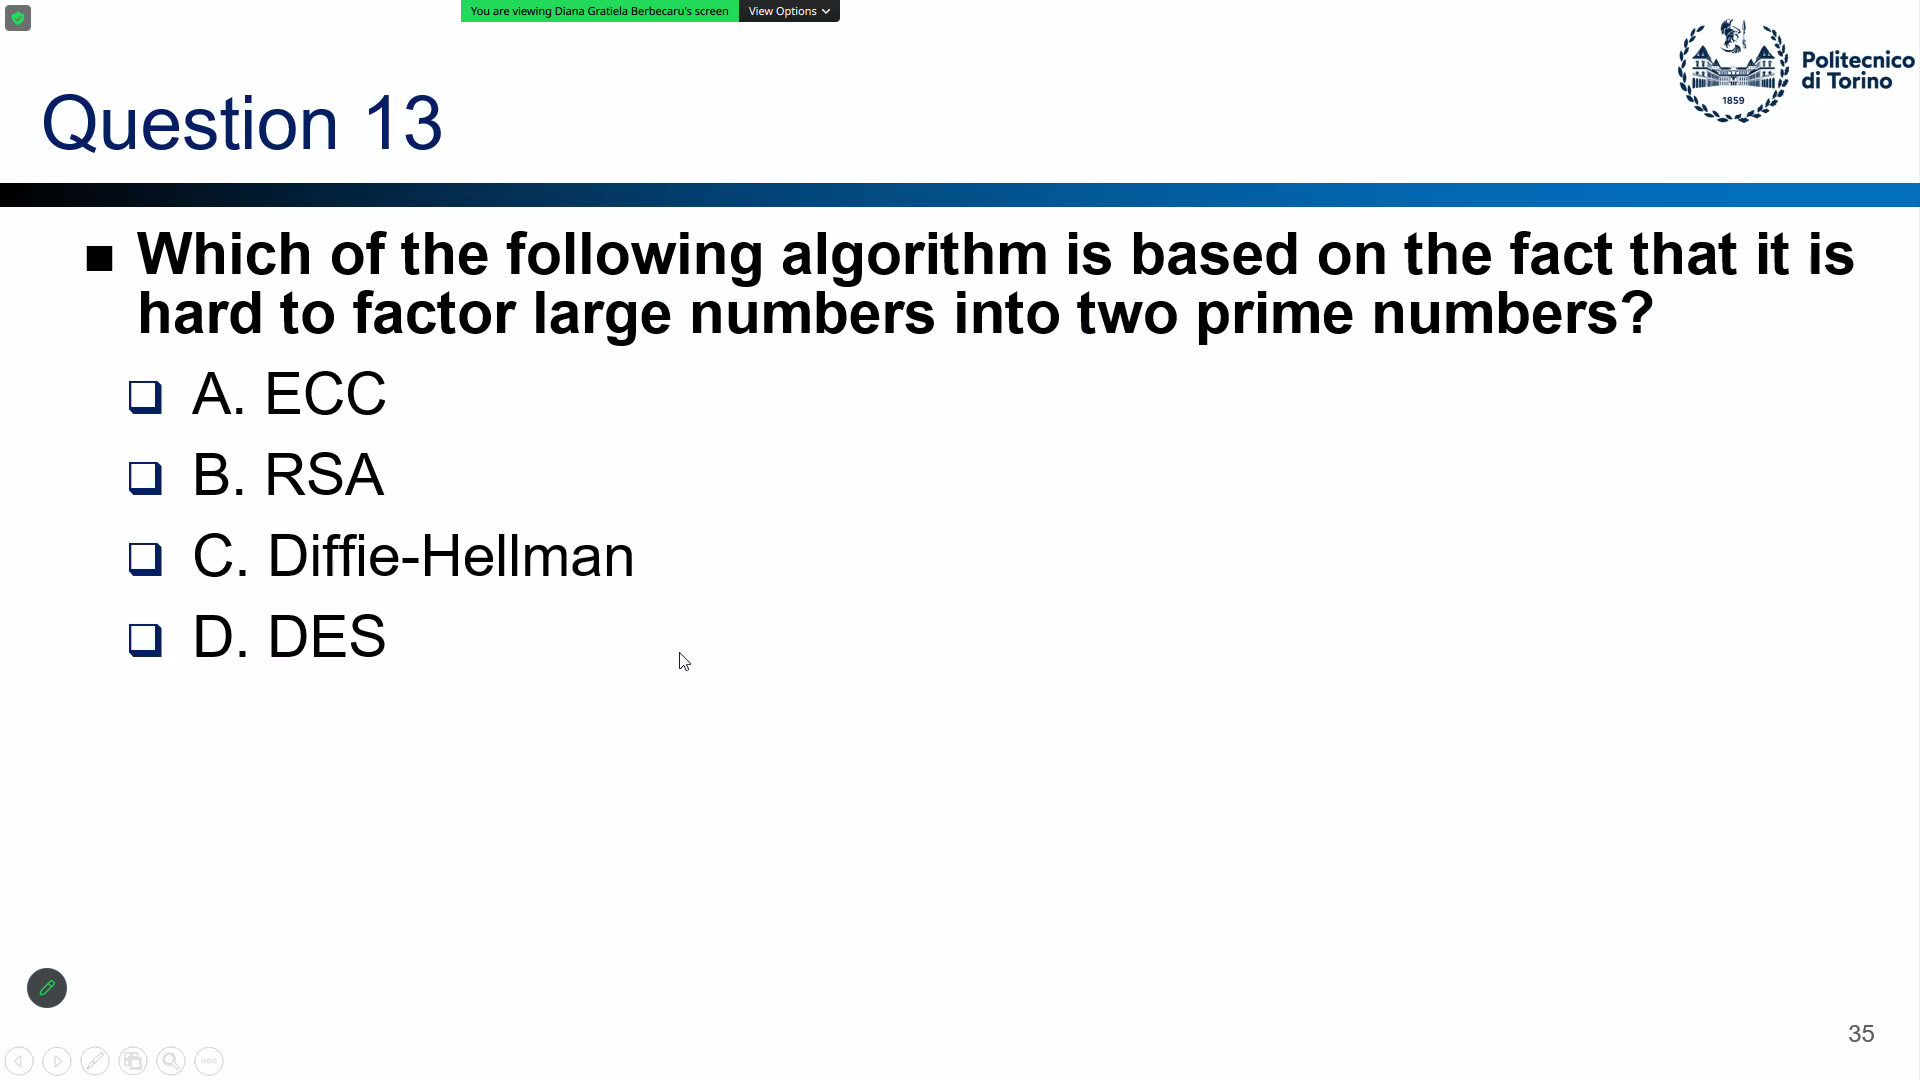 You are viewing Diana Gratiela Berbecaru's screen View Options
Politecnico
di Torino
1859
Question 13
Which of the following algorithm is based on the fact that it is
hard to factor large numbers into two prime numbers?
A. ECC
B. RSA
C. Diffie-Hellman
D. DES
35